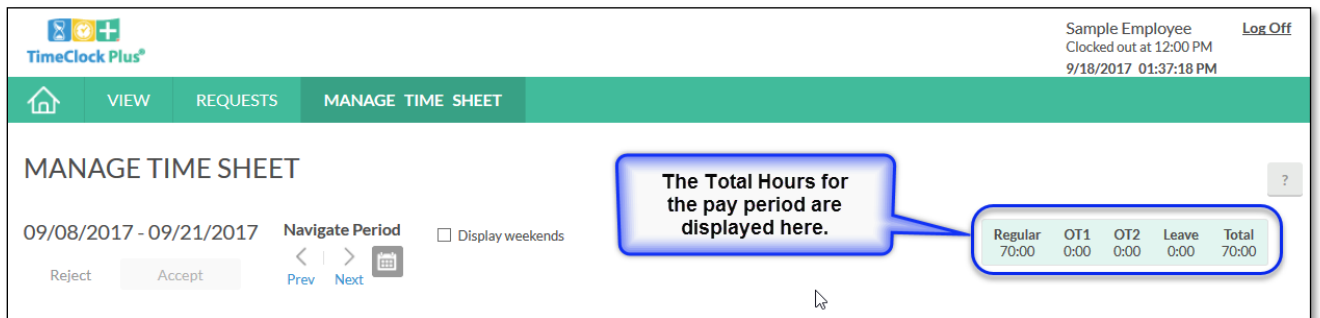 TimeClock Plus®
Sample Employee Log Off
Clocked out at 12:00 PM
9/18/2017 01:37:18 PM
VIEW REQUESTS MANAGE TIME SHEET
MANAGE TIME SHEET
?
The Total Hours for
the pay period are
displayed here.
09/08/2017 - 09/21/2017 Navigate Period Display weekends
Regular OT1 OT2 Leave Total
70:00 0:00 0:00 0:00 70:00
Reject Accept Prev Next